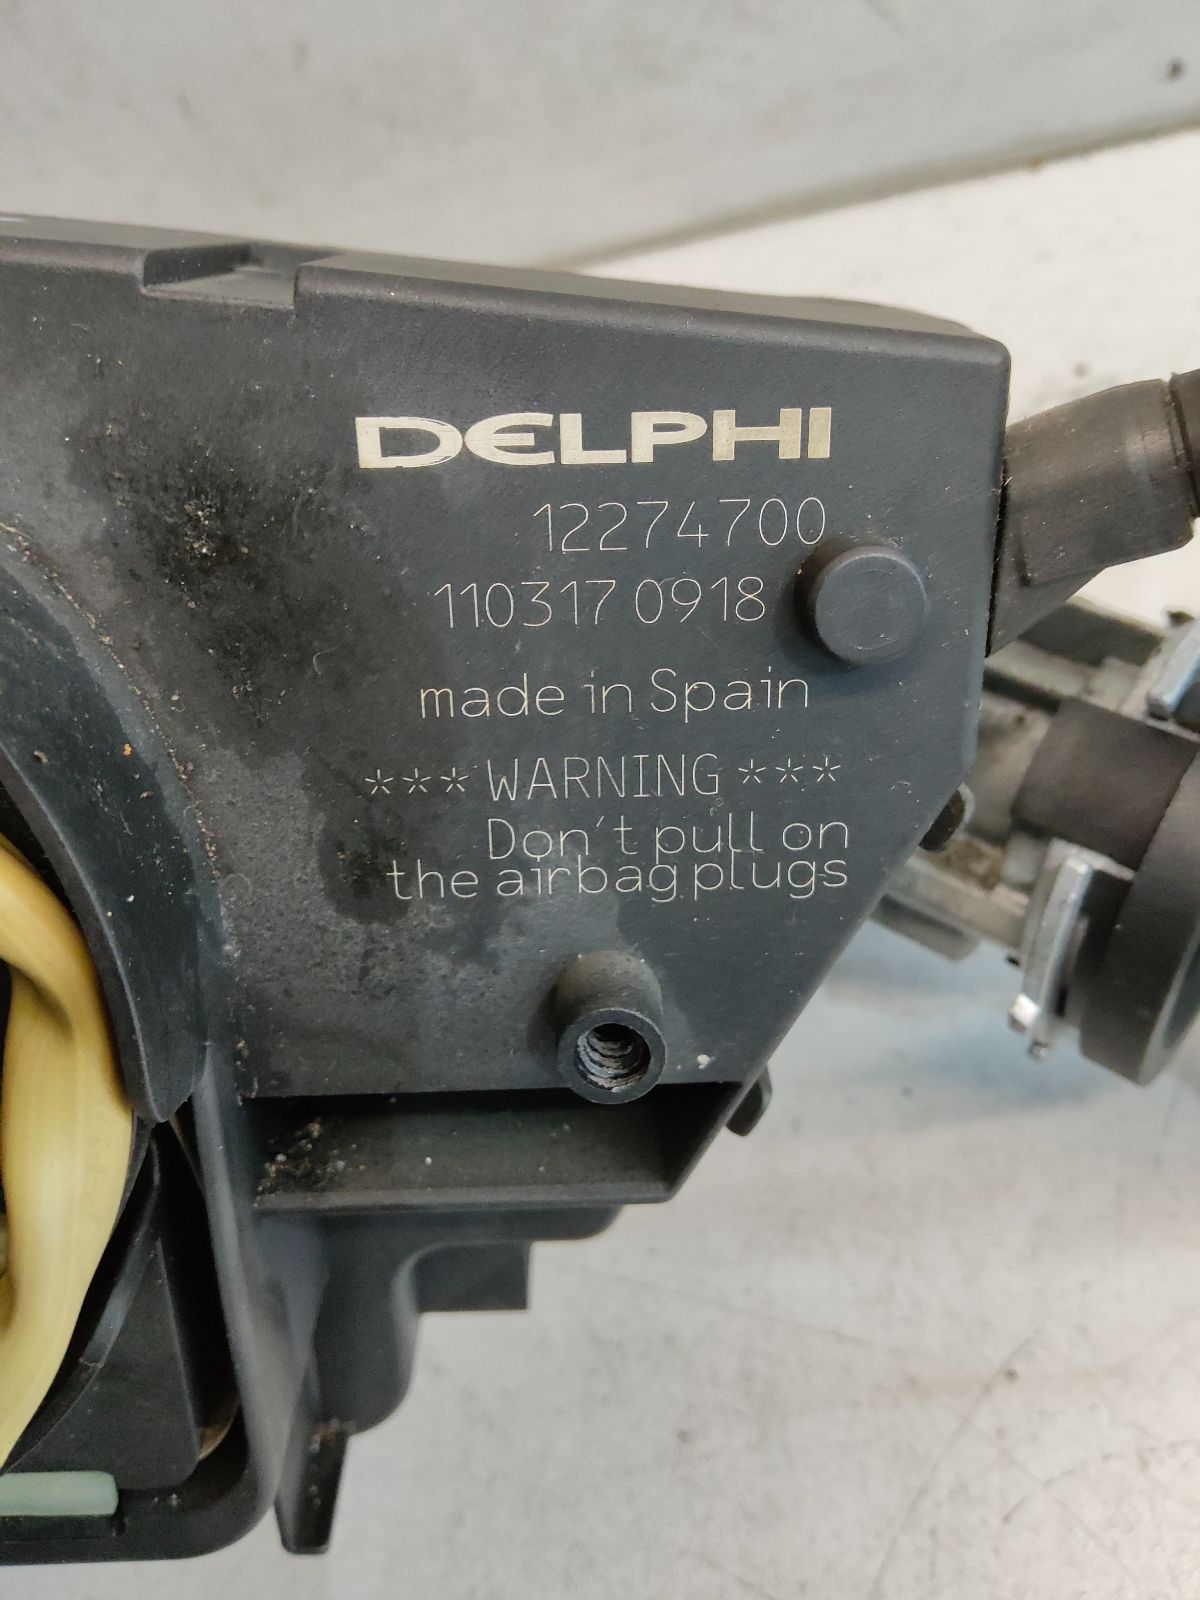 DELPHI
12274700
110317 0918
made in Spain
*** WARNING ***
Don't pull on
the airbag plugs